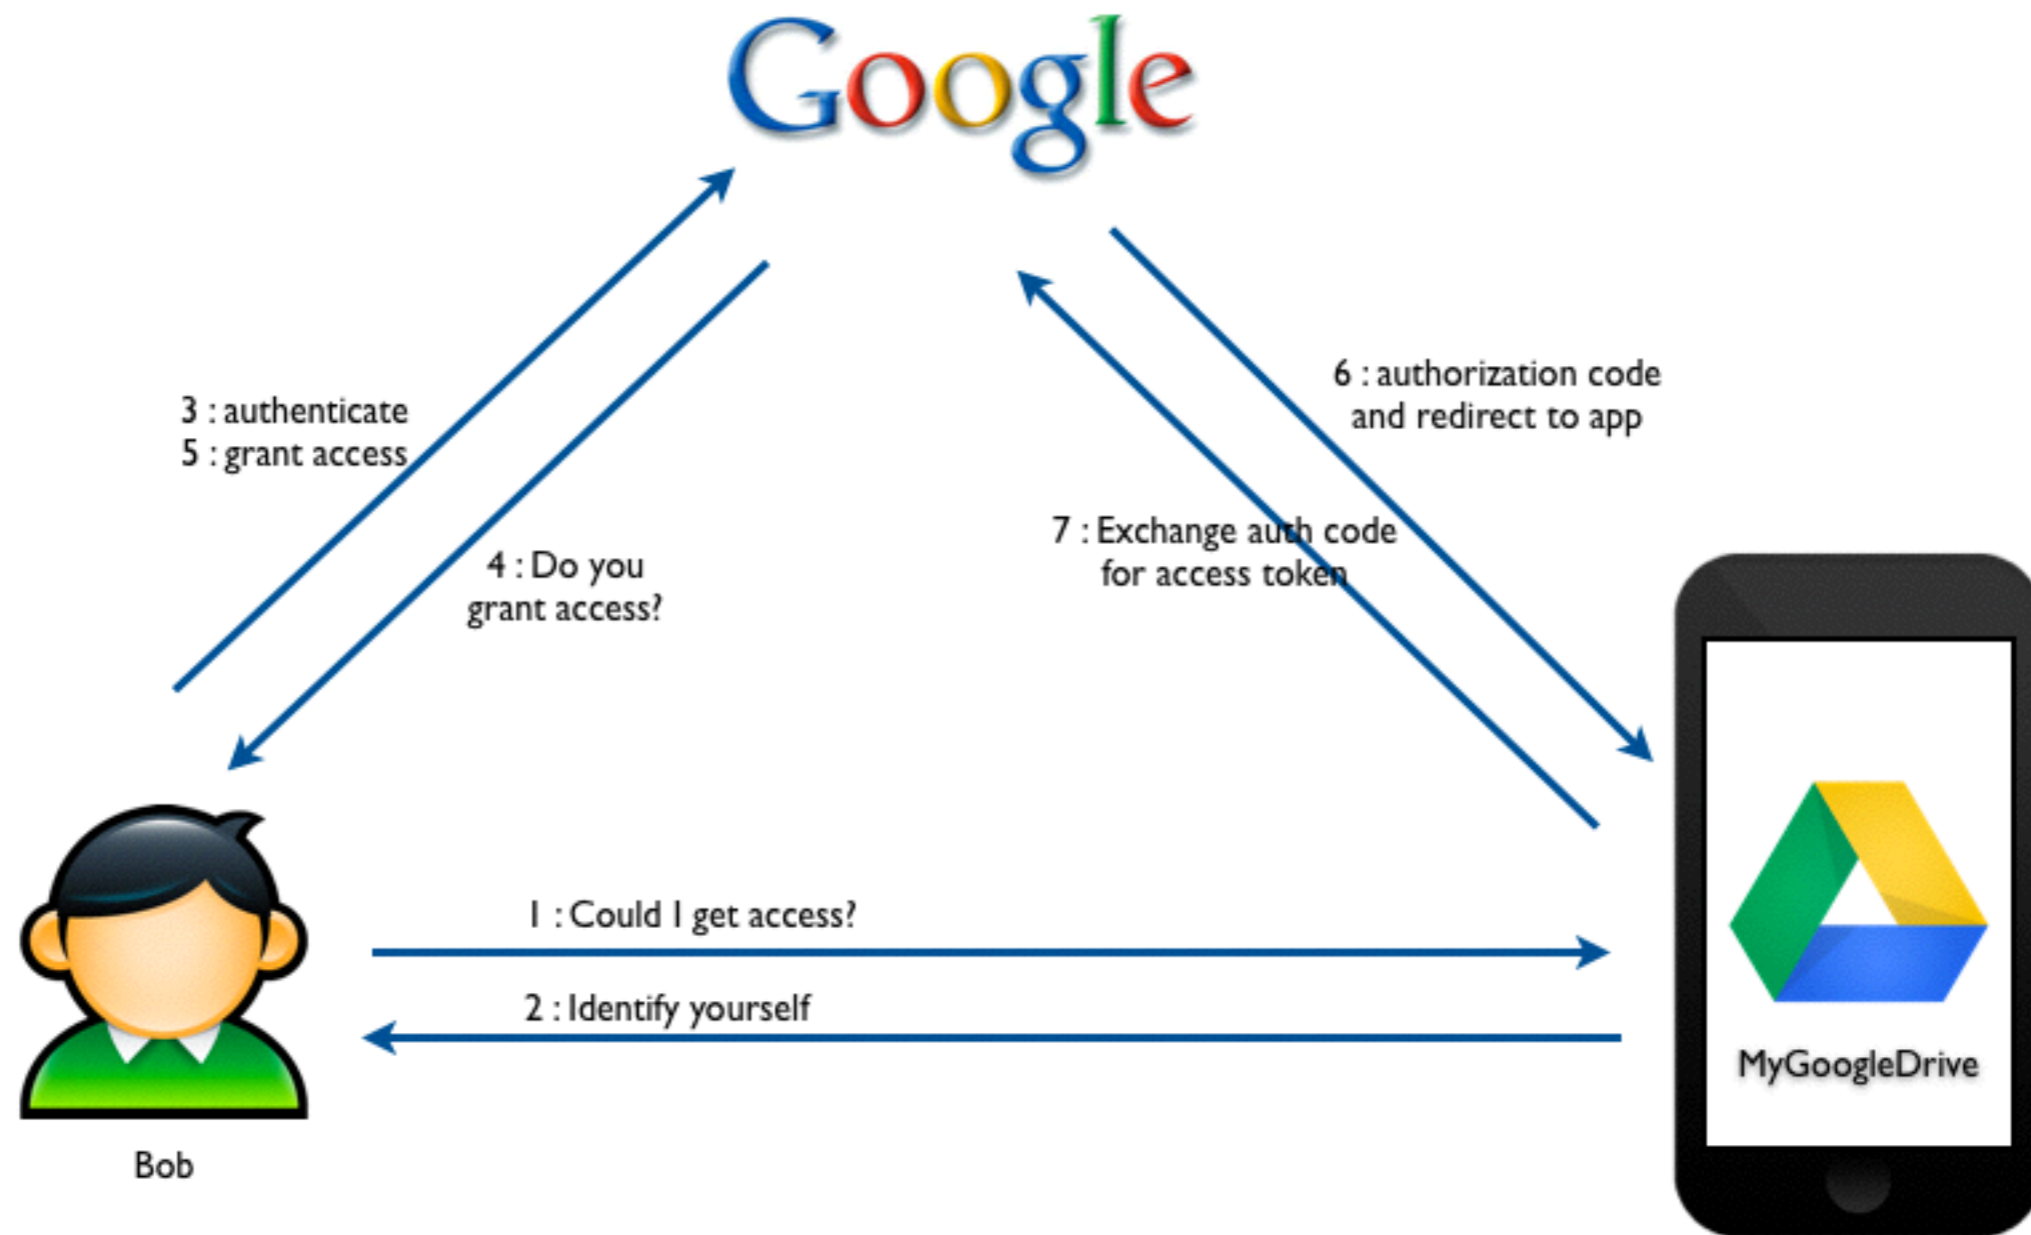 Google
3 : authenticate
5 : grant access
4 : Do you
grant access?
6 : authorization code
and redirect to app
7 : Exchange auth code
for access token
1 : Could I get access?
2 : Identify yourself
MyGoogleDrive
Bob